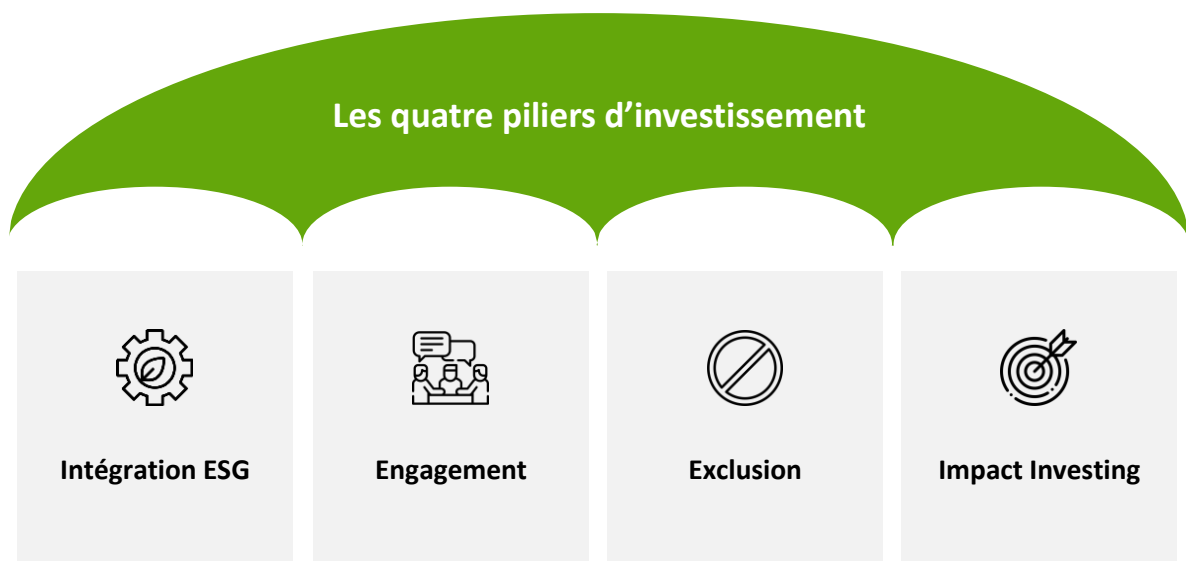 Les quatre piliers d’investissement
Intégration ESG
Engagement
Exclusion
Impact Investing